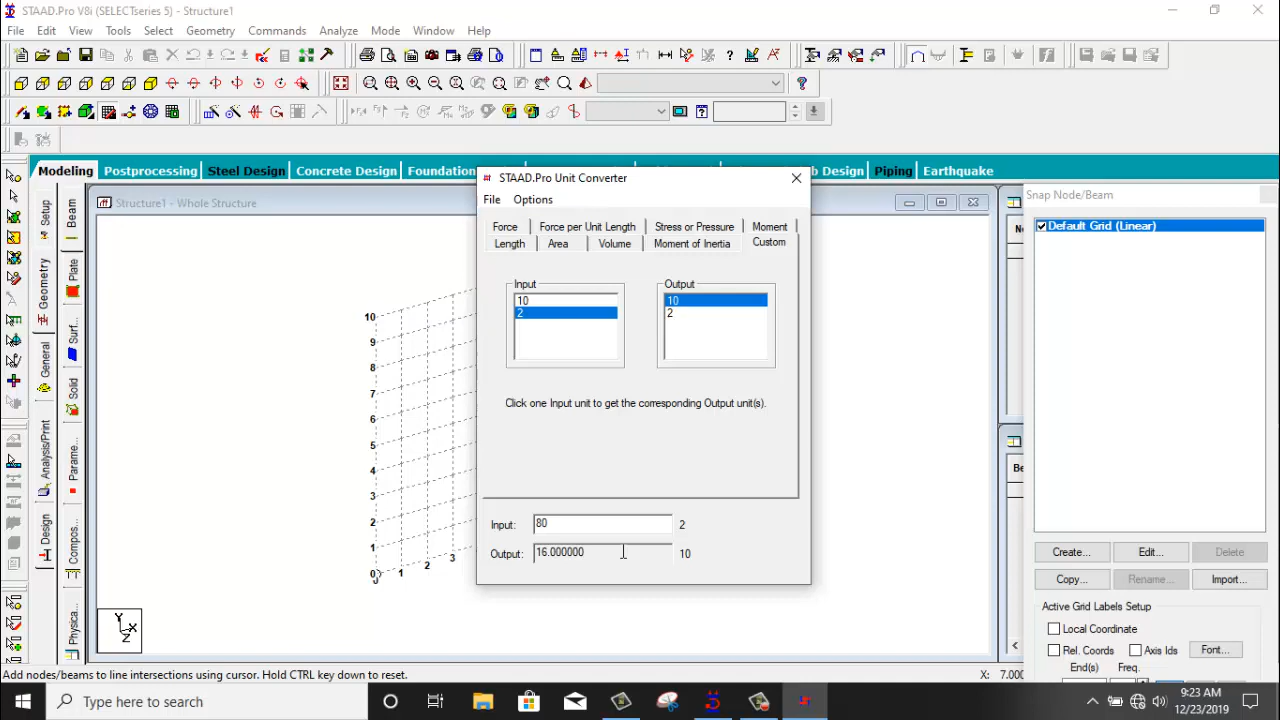 STAAD.Pro V8i (SELECTseries 5) - Structure1
File Edit View Tools Select Geometry Commands Analyze Mode Window Help
Modeling Postprocessing Steel Design Concrete Design Foundation Design Piping Earthquake
STAAD.Pro Unit Converter
File Options
Force Force per Unit Length Stress or Pressure Moment
Length Area Volume Moment of Inertia Custom
Input
10
2
Output
10
2
Click one Input unit to get the corresponding Output unit(s).
Input: 80 2
Output: 16.000000 10
Structure1 - Whole Structure
10
9
8
7
6
5
4
3
2
1
0
1
2
3
Y
X
Z
Setup
Geometry
General
Analysis/Print
Design
Beam
Plate
Surf...
Solid
Parame...
Compos...
Physica...
Snap Node/Beam
Default Grid (Linear)
Create... Edit... Delete
Copy... Rename... Import...
Active Grid Labels Setup
Local Coordinate
Rel. Coords Axis Ids Font...
End(s) Freq.
Add nodes/beams to line intersections using cursor. Hold CTRL key down to reset.
X: 7.000
Type here to search
9:23 AM
12/23/2019